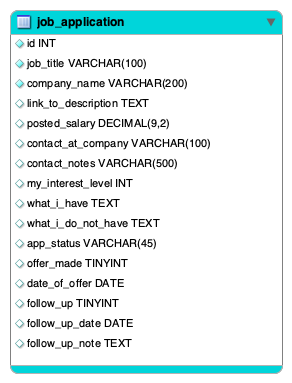 job_application
id INT
job_title VARCHAR(100)
company_name VARCHAR(200)
link_to_description TEXT
posted_salary DECIMAL(9,2)
contact_at_company VARCHAR(100)
contact_notes VARCHAR(500)
my_interest_level INT
what_i_have TEXT
what_i_do_not_have TEXT
app_status VARCHAR(45)
offer_made TINYINT
date_of_offer DATE
follow_up TINYINT
follow_up_date DATE
follow_up_note TEXT